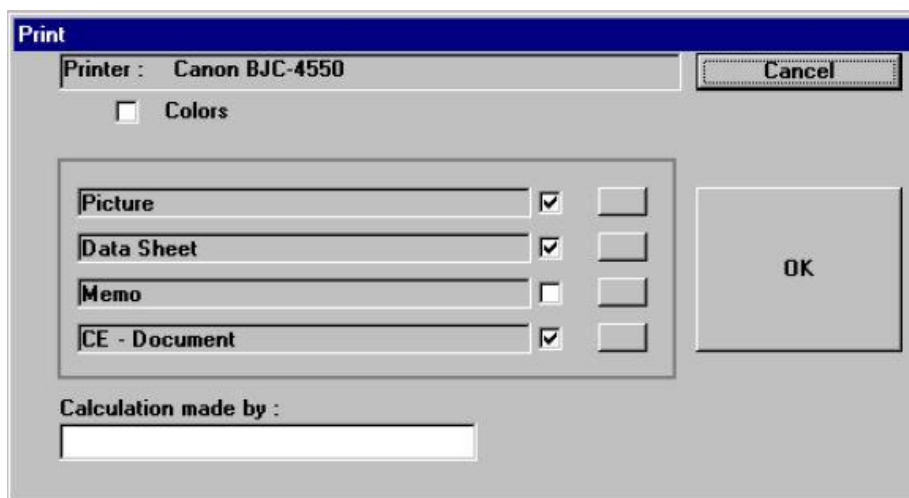 Print
Printer : Canon BJC-4550
Cancel
Colors
Picture
Data Sheet
Memo
CE - Document
OK
Calculation made by :